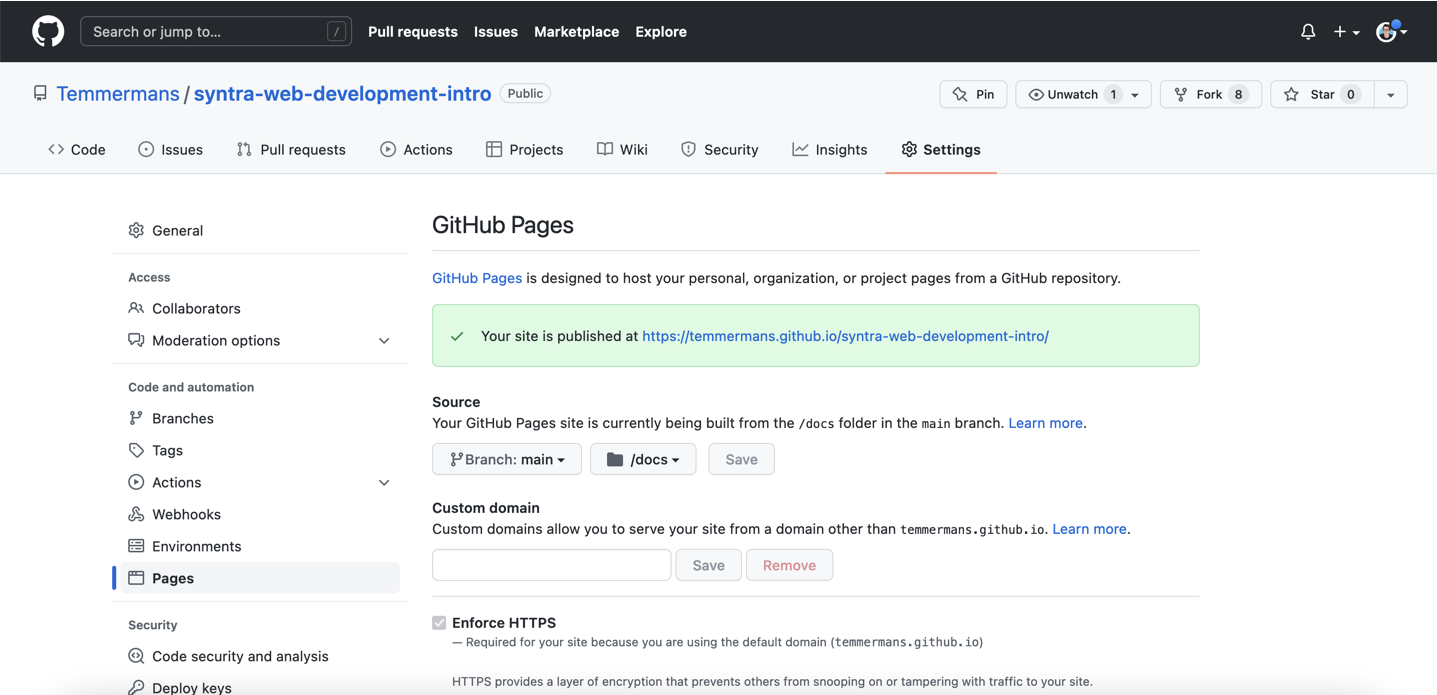 Search or jump to... /
Pull requests Issues Marketplace Explore
Temmermans / syntra-web-development-intro Public
Pin Unwatch 1 Fork 8 Star 0
Code Issues Pull requests Actions Projects Wiki Security Insights Settings
General
Access
Collaborators
Moderation options
Code and automation
Branches
Tags
Actions
Webhooks
Environments
Pages
Security
Code security and analysis
Deploy keys
GitHub Pages
GitHub Pages is designed to host your personal, organization, or project pages from a GitHub repository.
Your site is published at https://temmermans.github.io/syntra-web-development-intro/
Source
Your GitHub Pages site is currently being built from the /docs folder in the main branch. Learn more.
Branch: main /docs Save
Custom domain
Custom domains allow you to serve your site from a domain other than temmermans.github.io. Learn more.
Save Remove
Enforce HTTPS
— Required for your site because you are using the default domain (temmermans.github.io)
HTTPS provides a layer of encryption that prevents others from snooping on or tampering with traffic to your site.